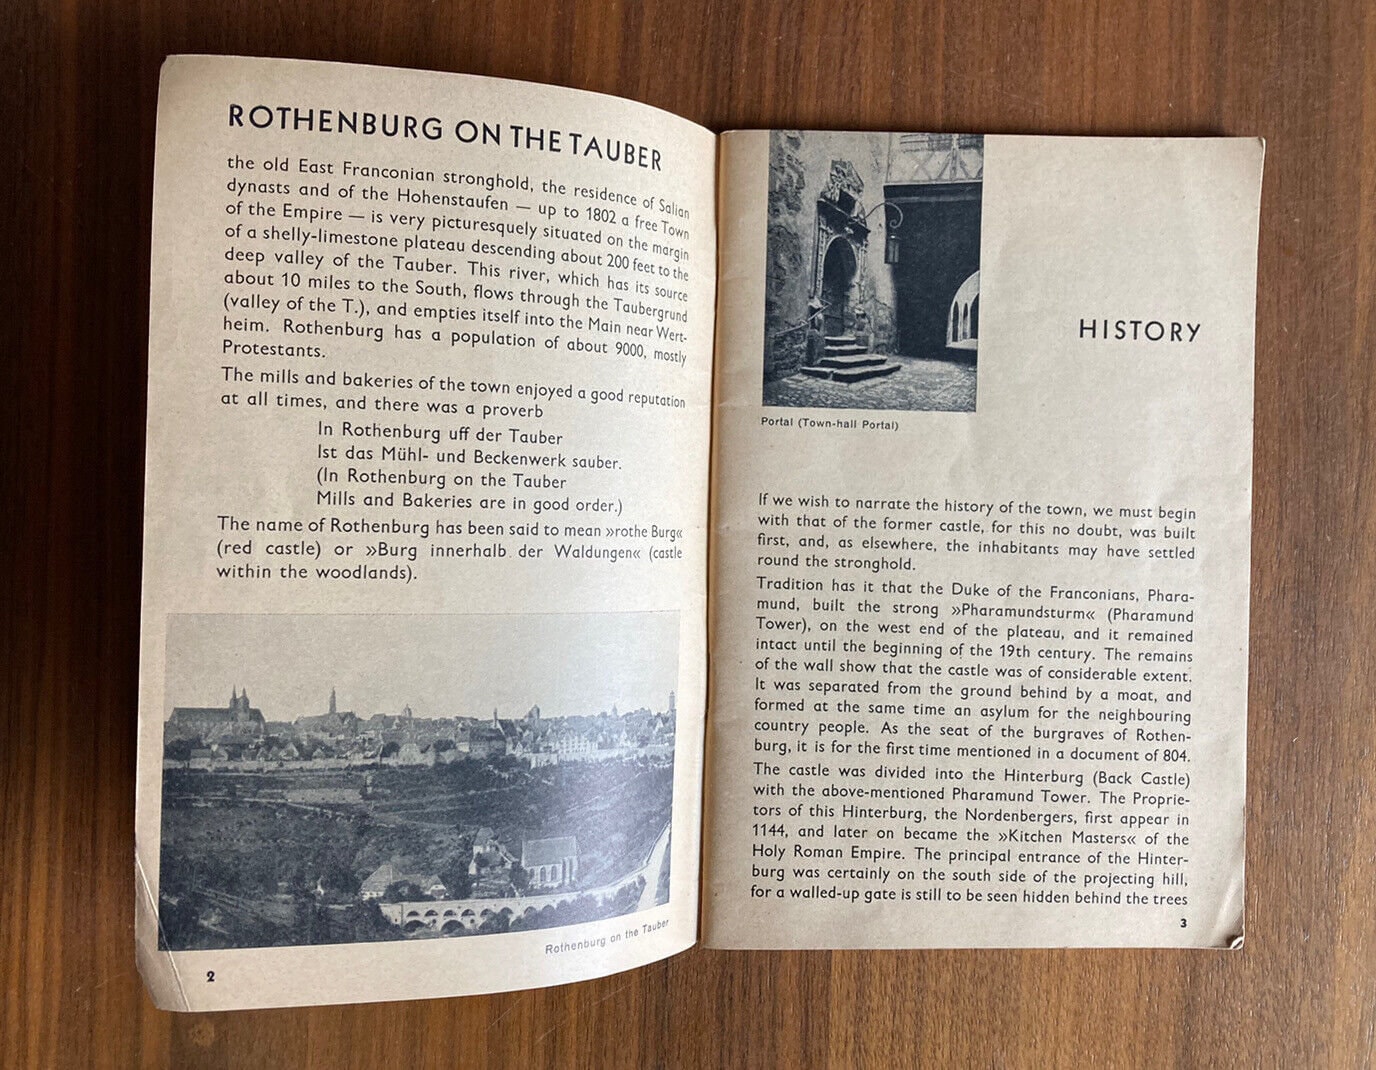 ROTHENBURG ON THE TAUBER
the old East Franconian stronghold, the residence of Salian
dynasts and of the Hohenstaufen — up to 1802 a free Town
of the Empire — is very picturesquely situated on the margin
of a shelly-limestone plateau descending about 200 feet to the
deep valley of the Tauber. This river, which has its source
about 10 miles to the South, flows through the Taubergrund
(valley of the T.), and empties itself into the Main near Wert-
heim. Rothenburg has a population of about 9000, mostly
Protestants.
The mills and bakeries of the town enjoyed a good reputation
at all times, and there was a proverb
In Rothenburg uff der Tauber
Ist das Mühl- und Beckenwerk sauber.
(In Rothenburg on the Tauber
Mills and Bakeries are in good order.)
The name of Rothenburg has been said to mean »rothe Burg«
(red castle) or »Burg innerhalb der Waldungen« (castle
within the woodlands).
Rothenburg on the Tauber
2
Portal (Town-hall Portal)
HISTORY
If we wish to narrate the history of the town, we must begin
with that of the former castle, for this no doubt, was built
first, and, as elsewhere, the inhabitants may have settled
round the stronghold.
Tradition has it that the Duke of the Franconians, Phara-
mund, built the strong »Pharamundsturm« (Pharamund
Tower), on the west end of the plateau, and it remained
intact until the beginning of the 19th century. The remains
of the wall show that the castle was of considerable extent.
It was separated from the ground behind by a moat, and
formed at the same time an asylum for the neighbouring
country people. As the seat of the burgraves of Rothen-
burg, it is for the first time mentioned in a document of 804.
The castle was divided into the Hinterburg (Back Castle)
with the above-mentioned Pharamund Tower. The Proprie-
tors of this Hinterburg, the Nordenbergers, first appear in
1144, and later on became the »Kitchen Masters« of the
Holy Roman Empire. The principal entrance of the Hinter-
burg was certainly on the south side of the projecting hill,
for a walled-up gate is still to be seen hidden behind the trees
3